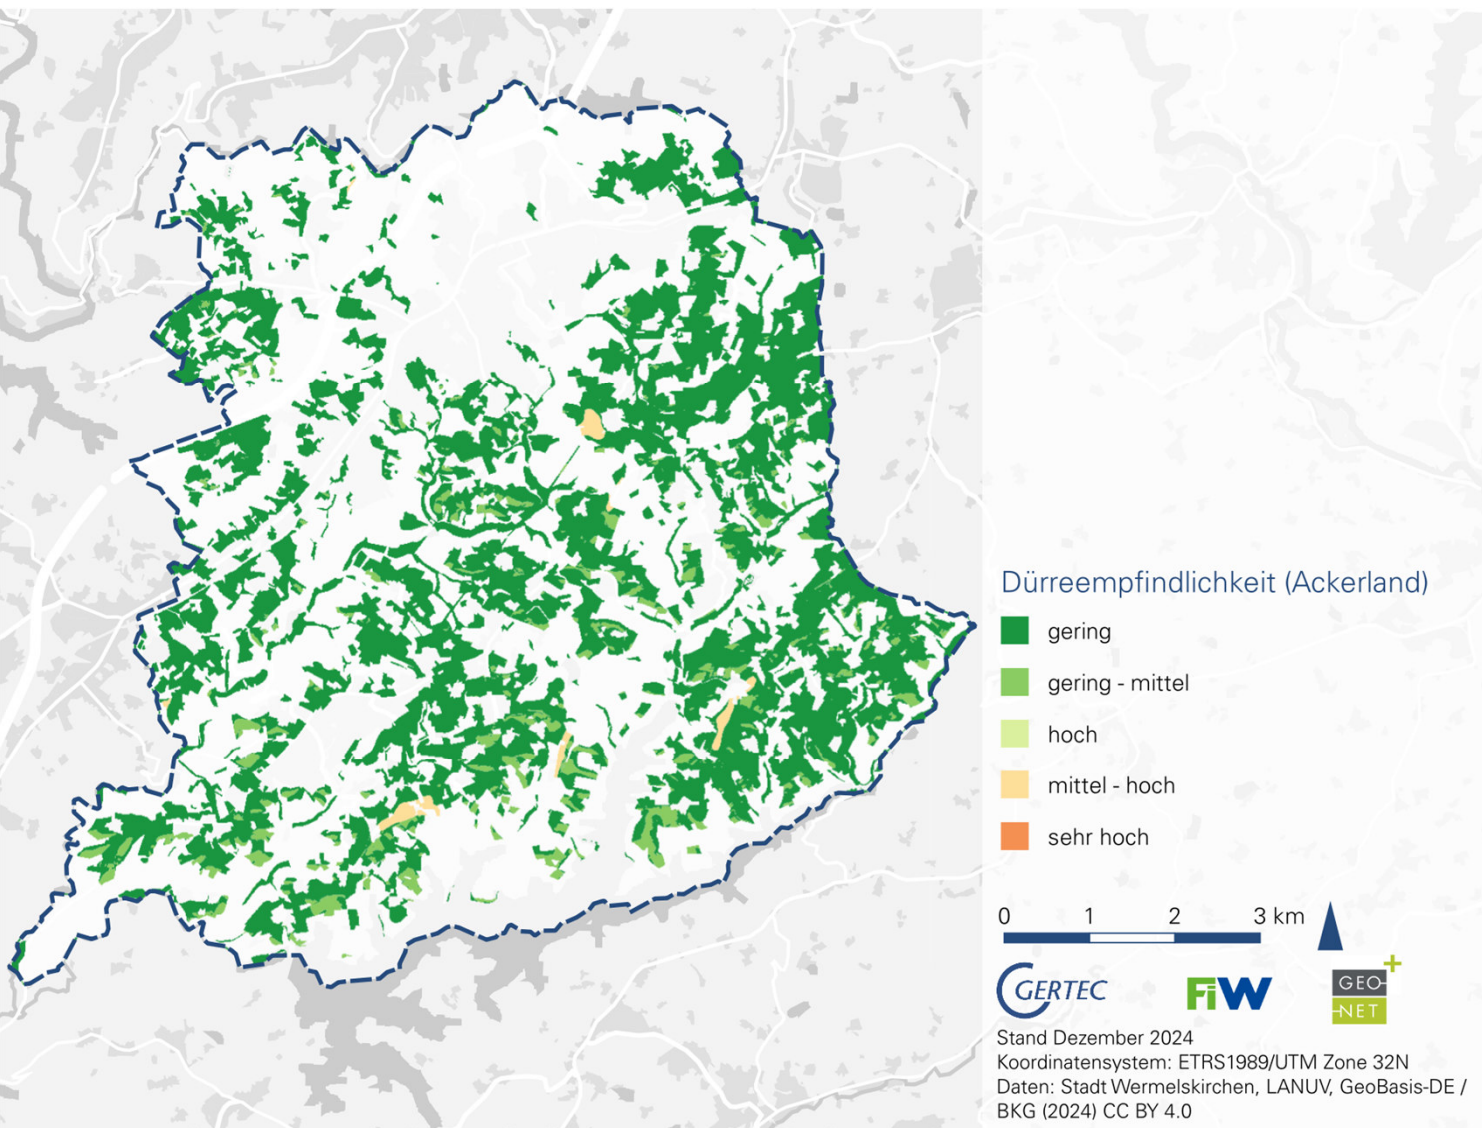 Dürreempfindlichkeit (Ackerland)
gering
gering - mittel
hoch
mittel - hoch
sehr hoch
0 1 2 3 km
GERTEC FiW GEO NET
Stand Dezember 2024
Koordinatensystem: ETRS1989/UTM Zone 32N
Daten: Stadt Wermelskirchen, LANUV, GeoBasis-DE /
BKG (2024) CC BY 4.0